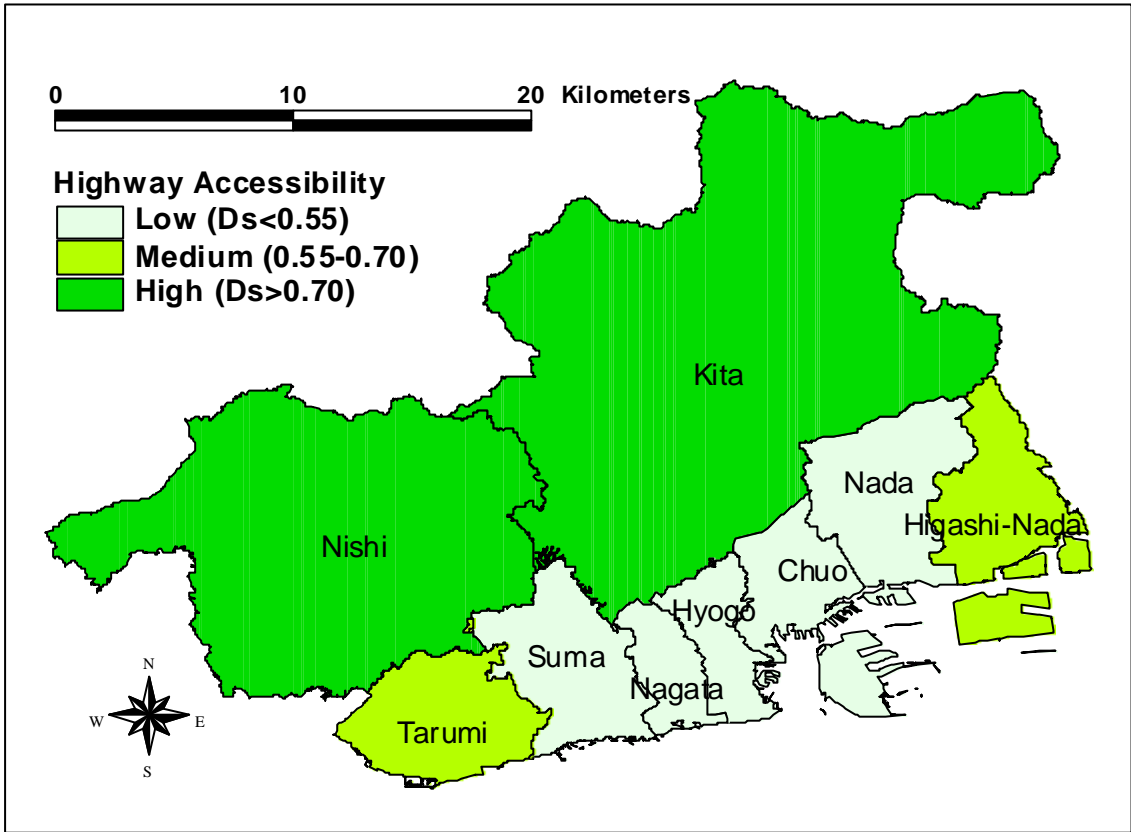 0 10 20 Kilometers
Highway Accessibility
Low (Ds<0.55)
Medium (0.55-0.70)
High (Ds>0.70)
Kita
Nada
Higashi-Nada
Nishi
Chuo
Hyogo
Suma
Nagata
Tarumi
N
W E
S